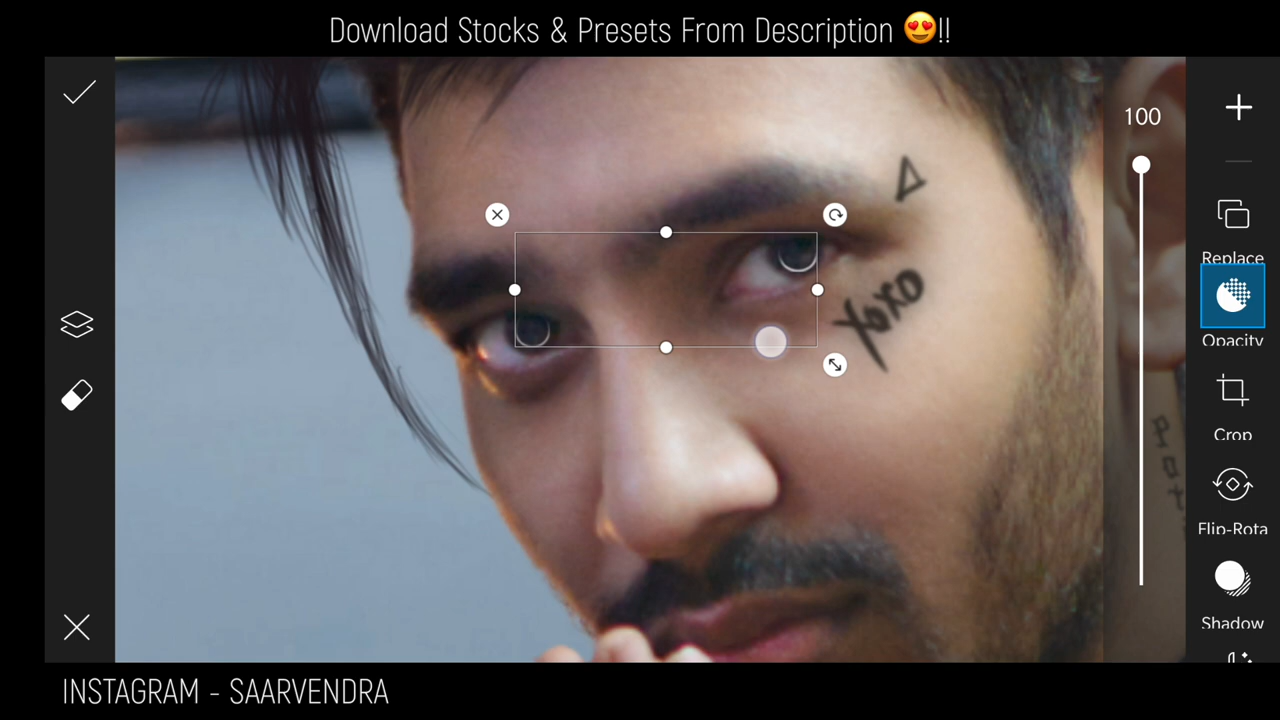 Download Stocks & Presets From Description 😍!!
100
Replace
Opacity
Crop
Flip-Rota
Shadow
xoxo
INSTAGRAM - SAARVENDRA